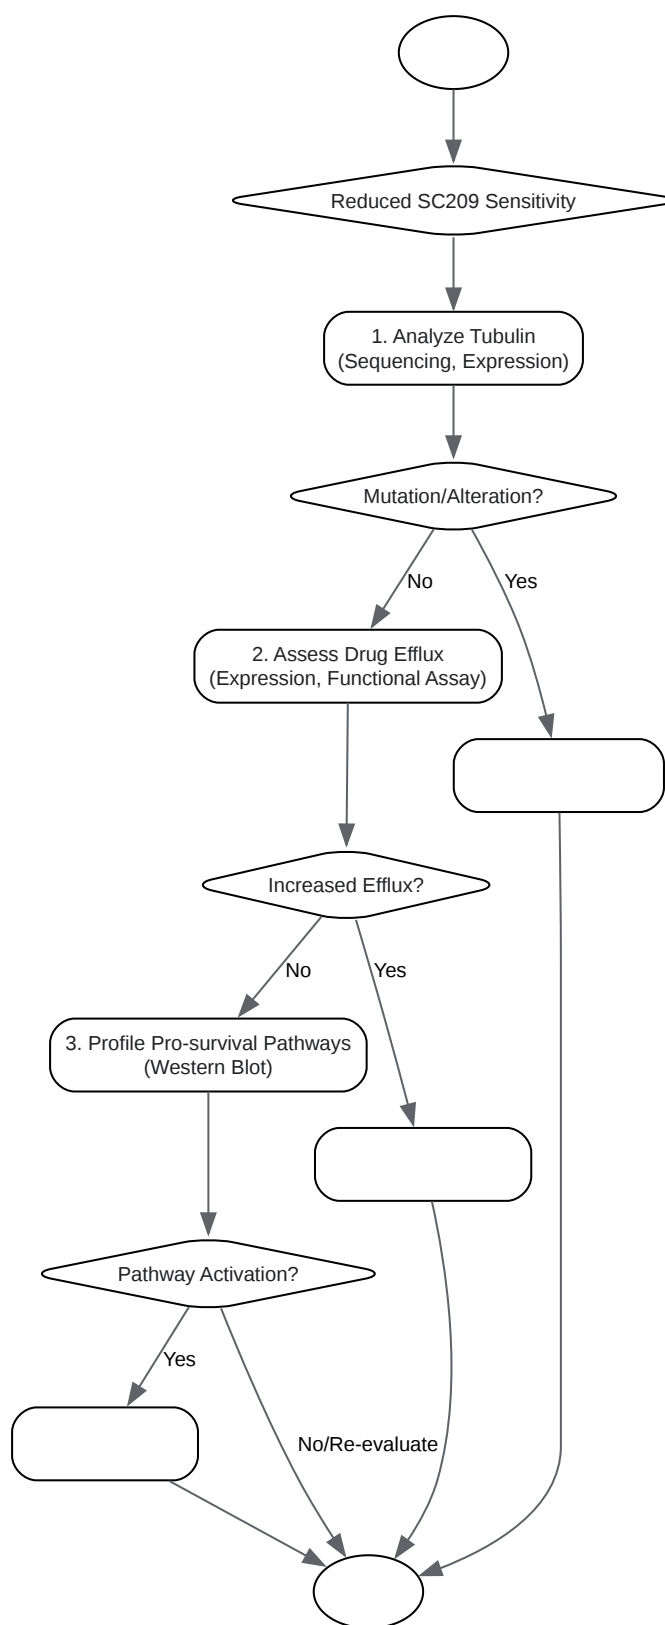 Reduced SC209 Sensitivity
1. Analyze Tubulin
(Sequencing, Expression)
Mutation/Alteration?
No
Yes
2. Assess Drug Efflux
(Expression, Functional Assay)
Increased Efflux?
No
Yes
3. Profile Pro-survival Pathways
(Western Blot)
Pathway Activation?
Yes
No/Re-evaluate